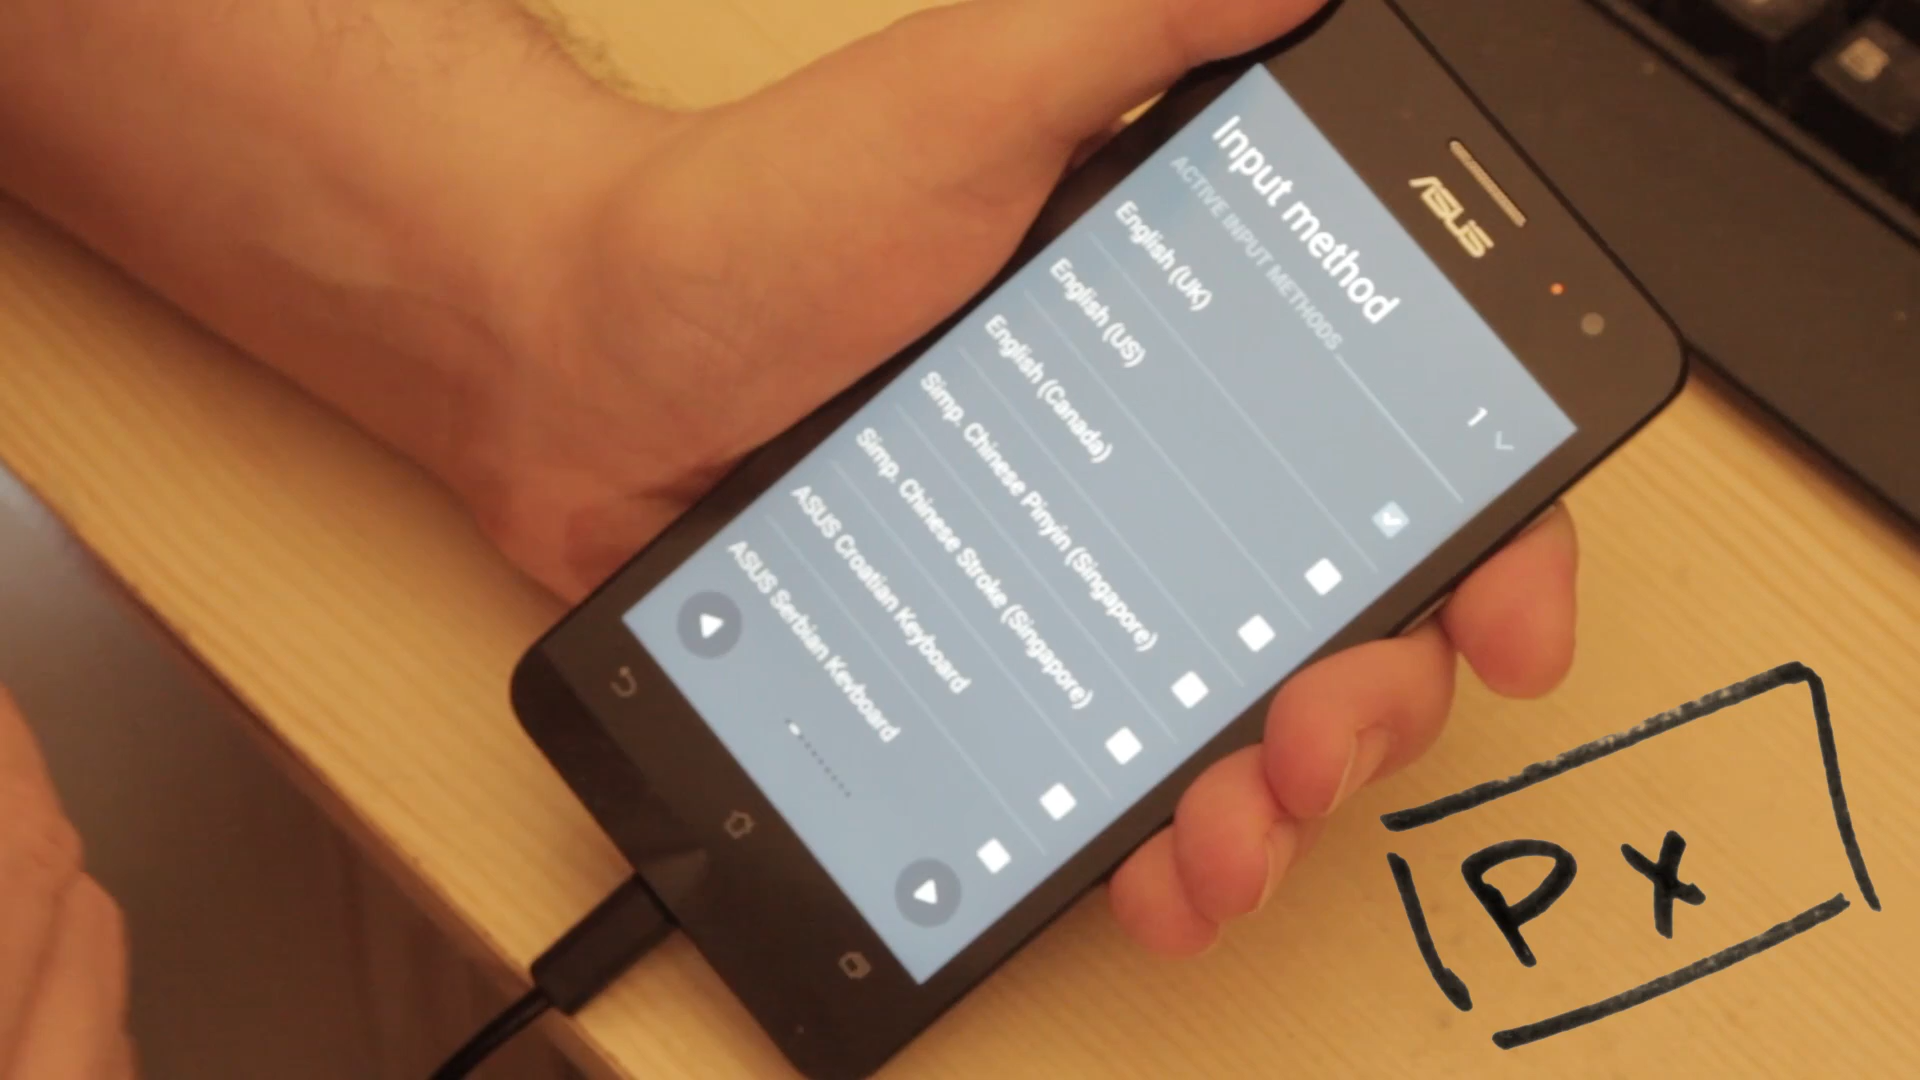 ASUS
Input method
1
ACTIVE INPUT METHODS
English (UK)
English (US)
English (Canada)
Simp. Chinese Pinyin (Singapore)
Simp. Chinese Stroke (Singapore)
ASUS Croatian Keyboard
ASUS Serbian Keyboard
Px